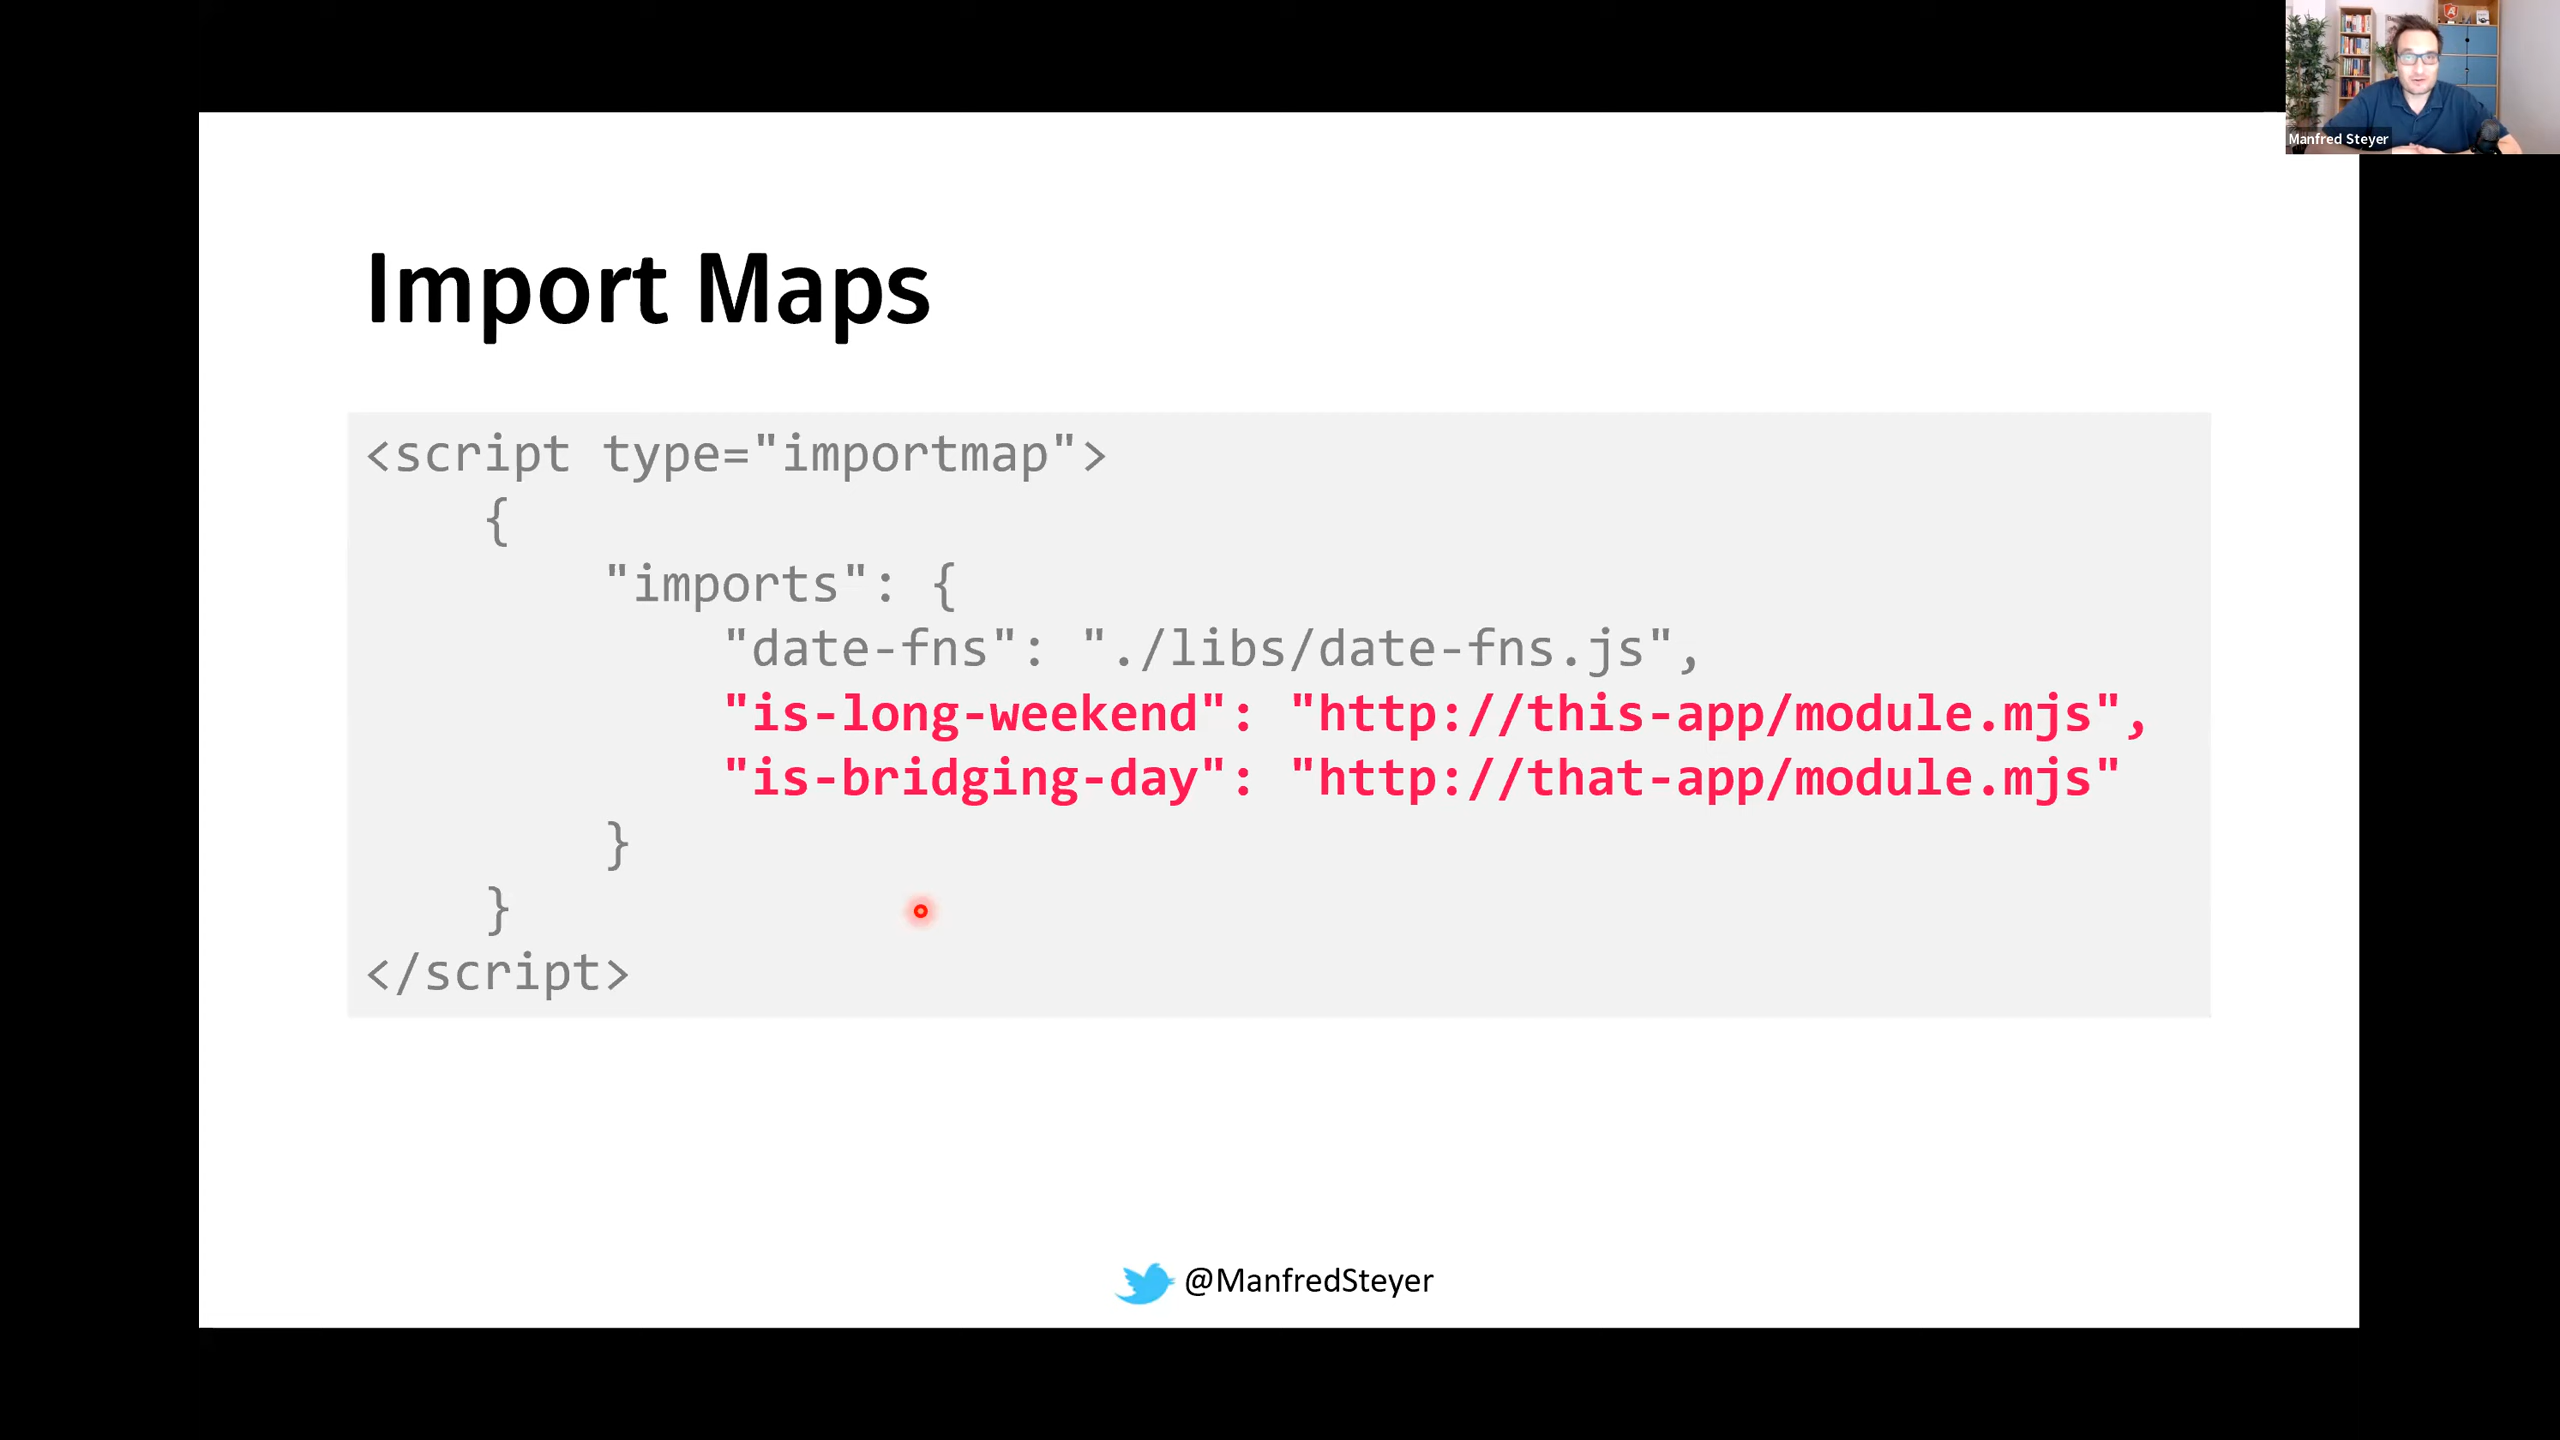 Manfred Steyer
Import Maps
<script type="importmap">
{
"imports": {
"date-fns": "./libs/date-fns.js",
"is-long-weekend": "http://this-app/module.mjs",
"is-bridging-day": "http://that-app/module.mjs"
}
}
</script>
@ManfredSteyer